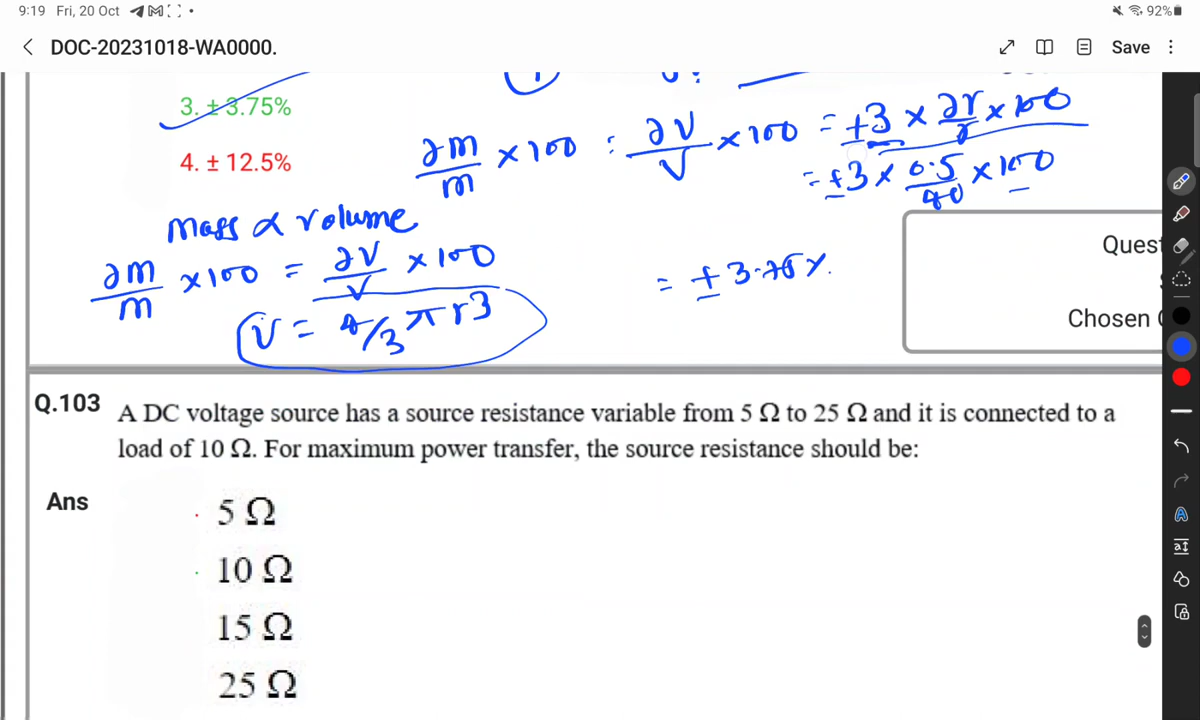 9:19 Fri, 20 Oct
92%
DOC-20231018-WA0000.
Save
3. ± 3.75%
4. ± 12.5%
∂m/m × 100 : ∂V/V × 100 = ±3 × ∂r/r × 100
= ±3 × 0.5/40 × 100
= ± 3.75%
Mass ∝ volume
∂m/m × 100 = ∂V/V × 100
V = 4/3 π r3
Ques
Chosen
Q.103 A DC voltage source has a source resistance variable from 5 Ω to 25 Ω and it is connected to a
load of 10 Ω. For maximum power transfer, the source resistance should be:
Ans
5 Ω
10 Ω
15 Ω
25 Ω